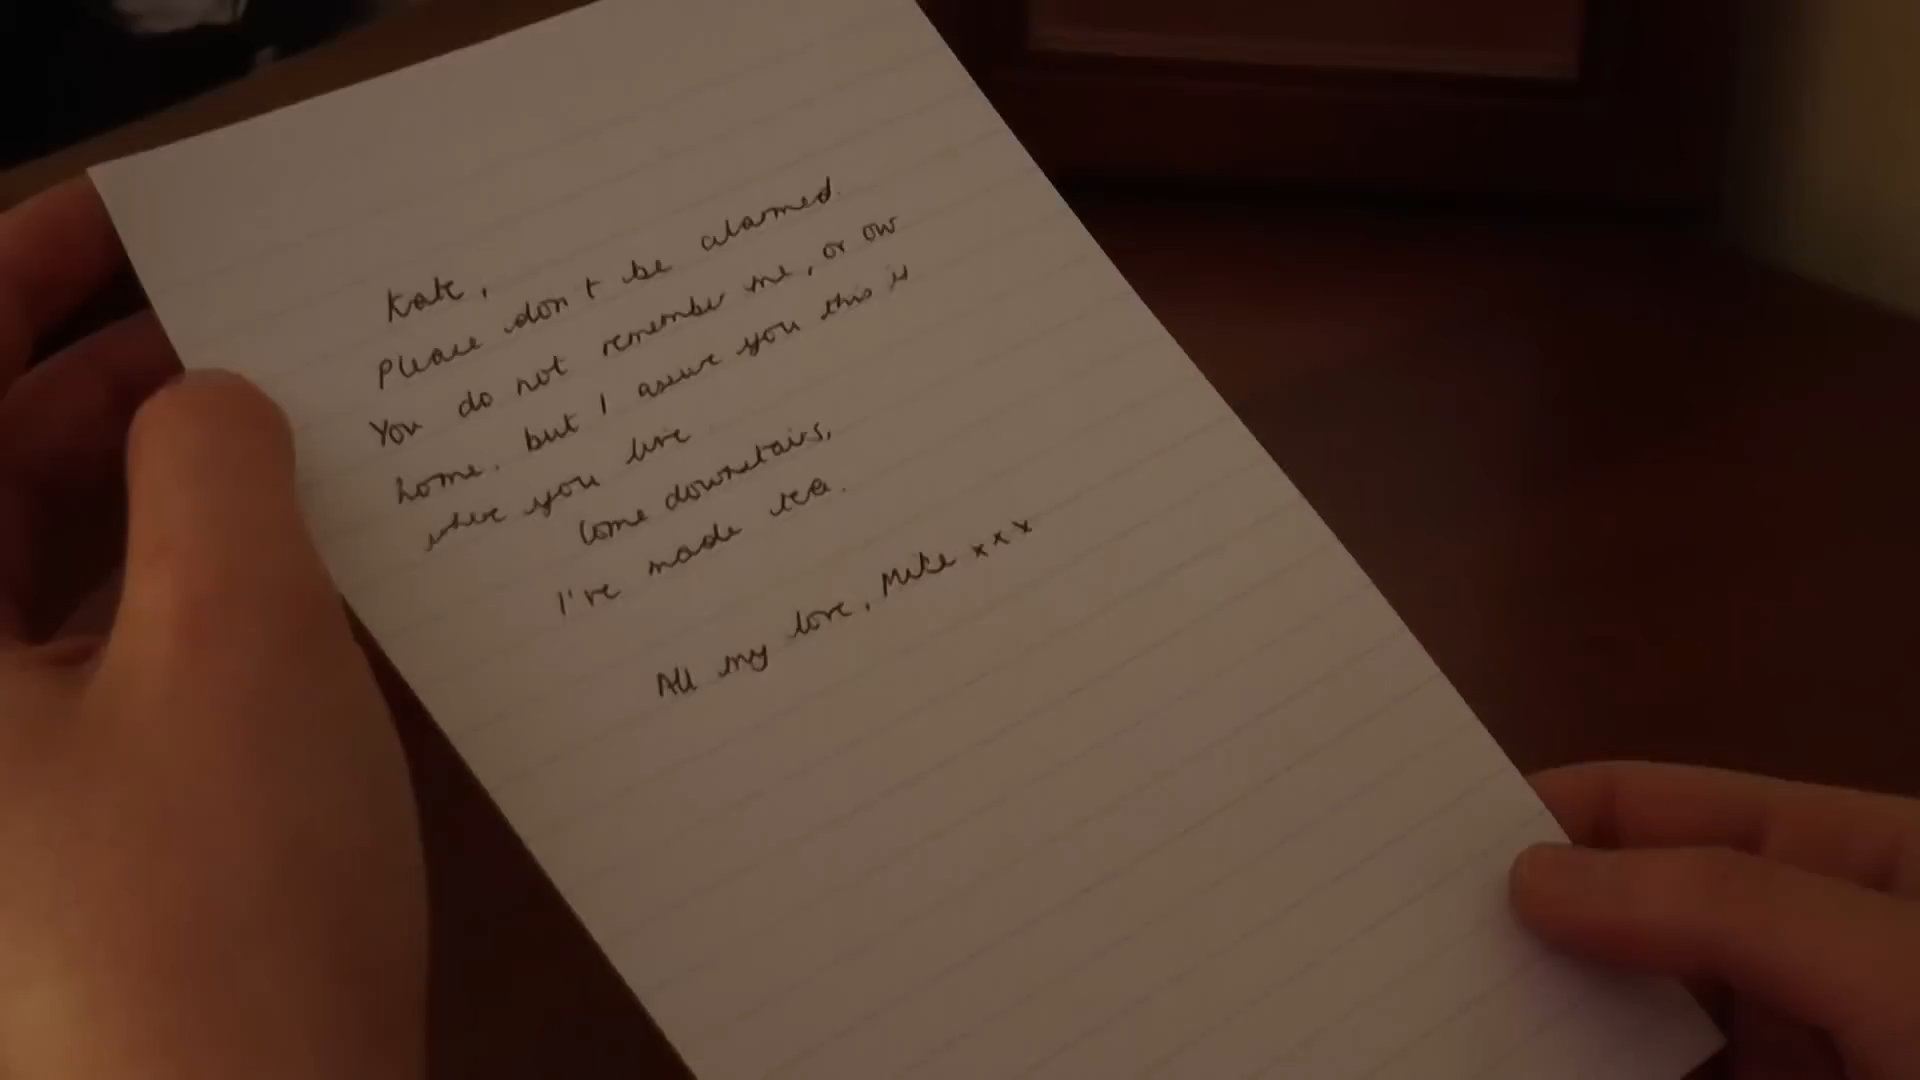 Kate,
Please don't be alarmed.
You do not remember me, or our
home, but I assure you this is
where you live
Come downstairs,
I've made tea.
All my love, Mike xxx